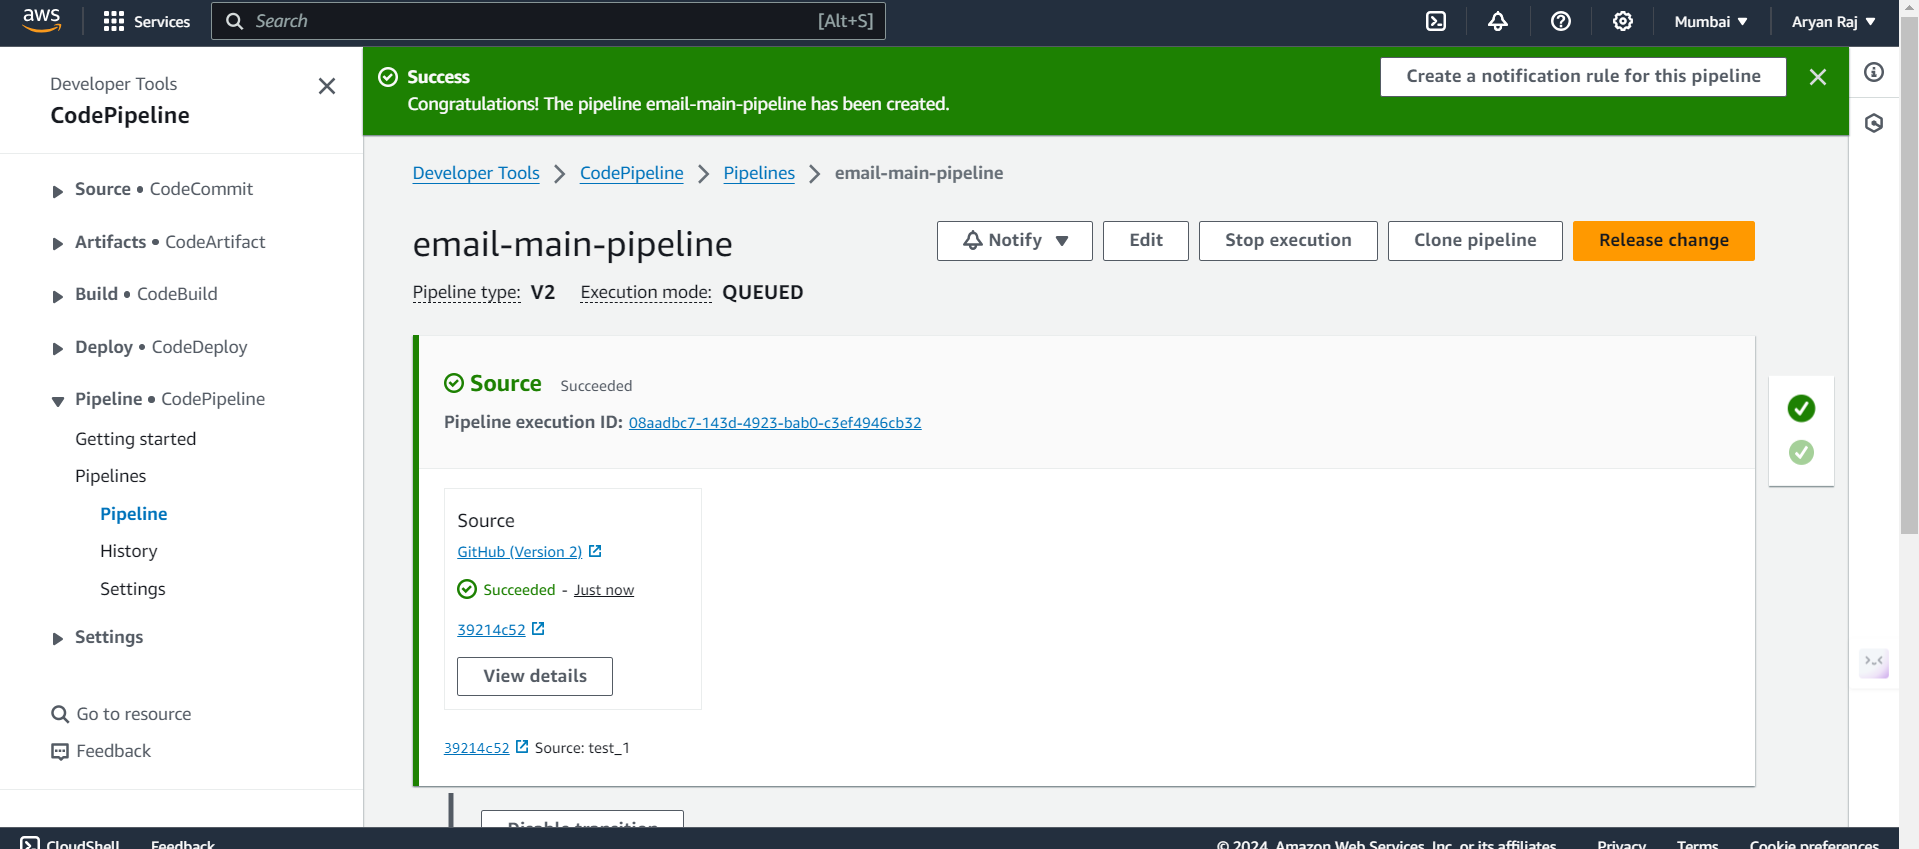 aws
Services
Search
[Alt+S]
Mumbai
Aryan Raj
Developer Tools
CodePipeline
Source • CodeCommit
Artifacts • CodeArtifact
Build • CodeBuild
Deploy • CodeDeploy
Pipeline • CodePipeline
Getting started
Pipelines
Pipeline
History
Settings
Settings
Go to resource
Feedback
Success
Congratulations! The pipeline email-main-pipeline has been created.
Create a notification rule for this pipeline
Developer Tools > CodePipeline > Pipelines > email-main-pipeline
email-main-pipeline
Notify
Edit
Stop execution
Clone pipeline
Release change
Pipeline type: V2 Execution mode: QUEUED
Source Succeeded
Pipeline execution ID: 08aadbc7-143d-4923-bab0-c3ef4946cb32
Source
GitHub (Version 2)
Succeeded - Just now
39214c52
View details
39214c52 Source: test_1
Disable transition
CloudShell
Feedback
© 2024, Amazon Web Services, Inc. or its affiliates.
Privacy
Terms
Cookie preferences